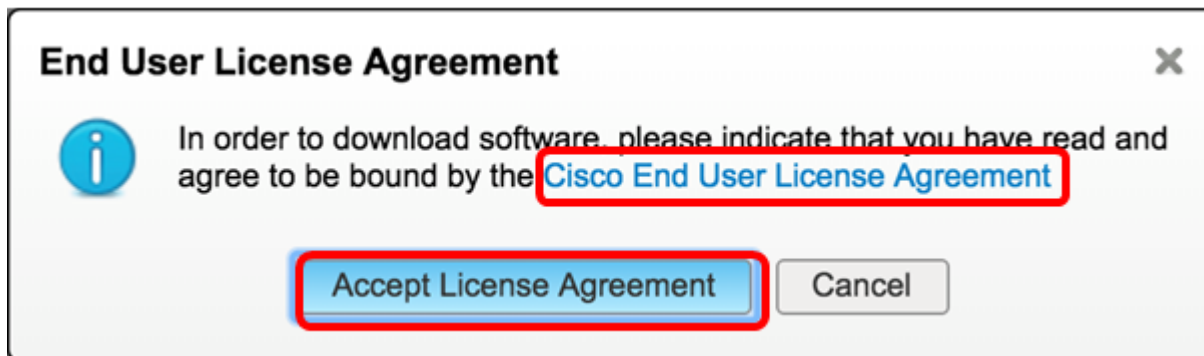 End User License Agreement
In order to download software, please indicate that you have read and
agree to be bound by the Cisco End User License Agreement
Accept License Agreement
Cancel